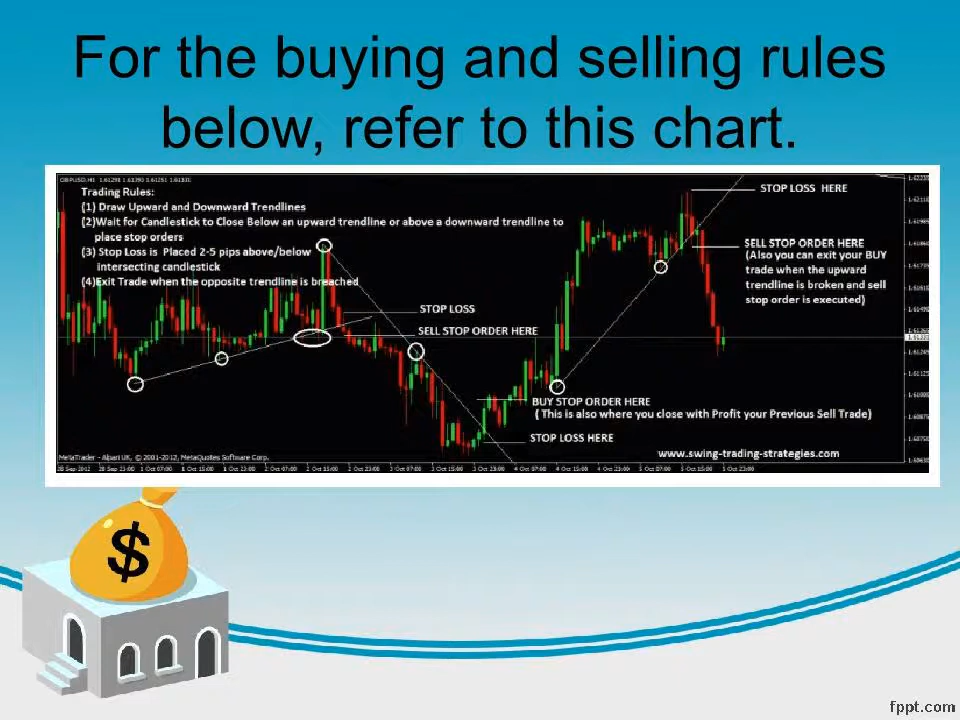 For the buying and selling rules
below, refer to this chart.
Trading Rules:
(1) Draw Upward and Downward Trendlines
(2)Wait for Candlestick to Close Below an upward trendline or above a downward trendline to
place stop orders
(3) Stop Loss is Placed 2-5 pips above/below
intersecting candlestick
(4)Exit Trade when the opposite trendline is breached
STOP LOSS HERE
SELL STOP ORDER HERE
(Also you can exit your BUY
trade when the upward
trendline is broken and sell
stop order is executed)
STOP LOSS
SELL STOP ORDER HERE
BUY STOP ORDER HERE
(This is also where you close with Profit your Previous Sell Trade)
STOP LOSS HERE
www.swing-trading-strategies.com
MetaTrader - Alpari UK, © 2001-2012, MetaQuotes Software Corp.
$
fppt.com